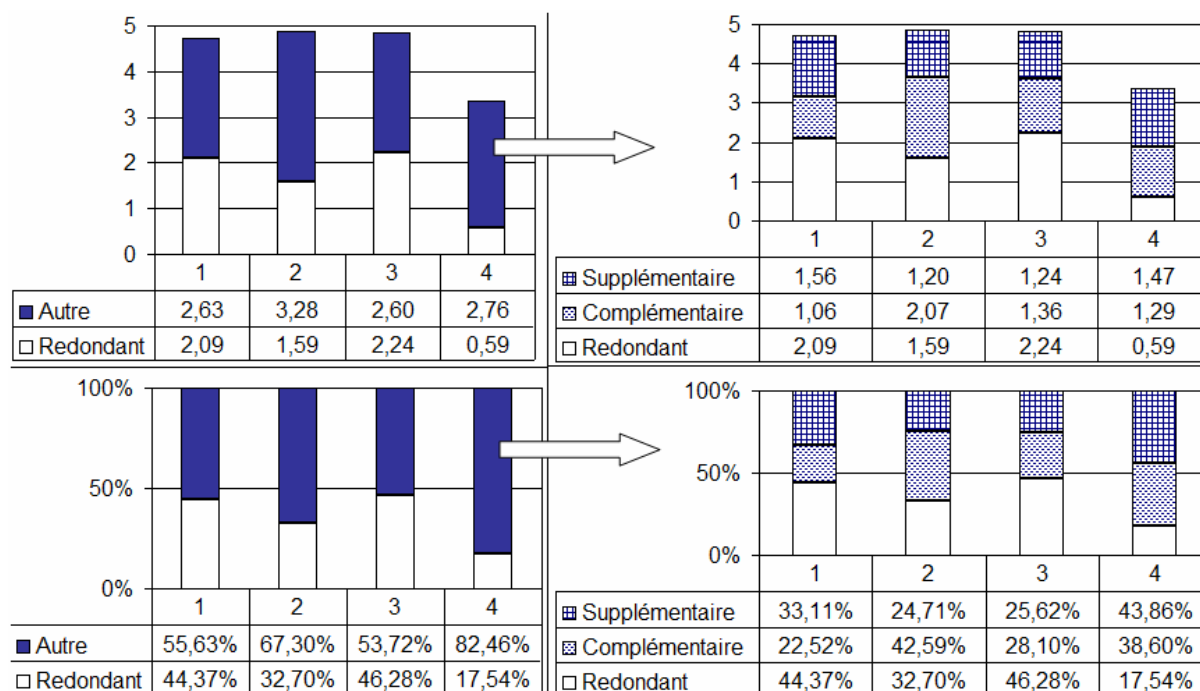 5
4
3
2
1
0
1 2 3 4
Autre 2,63 3,28 2,60 2,76
Redondant 2,09 1,59 2,24 0,59
5
4
3
2
1
0
1 2 3 4
Supplémentaire 1,56 1,20 1,24 1,47
Complémentaire 1,06 2,07 1,36 1,29
Redondant 2,09 1,59 2,24 0,59
100%
50%
0%
1 2 3 4
Autre 55,63% 67,30% 53,72% 82,46%
Redondant 44,37% 32,70% 46,28% 17,54%
100%
50%
0%
1 2 3 4
Supplémentaire 33,11% 24,71% 25,62% 43,86%
Complémentaire 22,52% 42,59% 28,10% 38,60%
Redondant 44,37% 32,70% 46,28% 17,54%